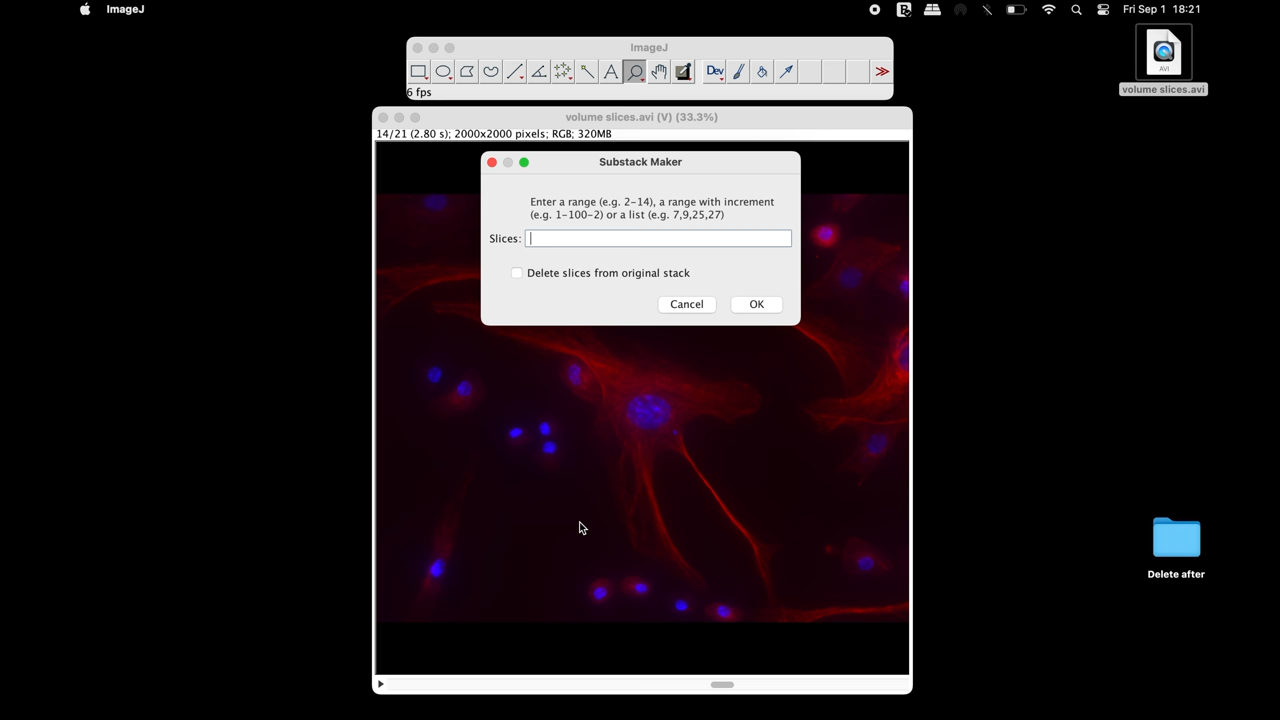 ImageJ
Fri Sep 1 18:21
ImageJ
Dev
6 fps
AVI
volume slices.avi
volume slices.avi (V) (33.3%)
14/21 (2.80 s); 2000x2000 pixels; RGB; 320MB
Substack Maker
Enter a range (e.g. 2-14), a range with increment
(e.g. 1-100-2) or a list (e.g. 7,9,25,27)
Slices:
Delete slices from original stack
Cancel
OK
Delete after